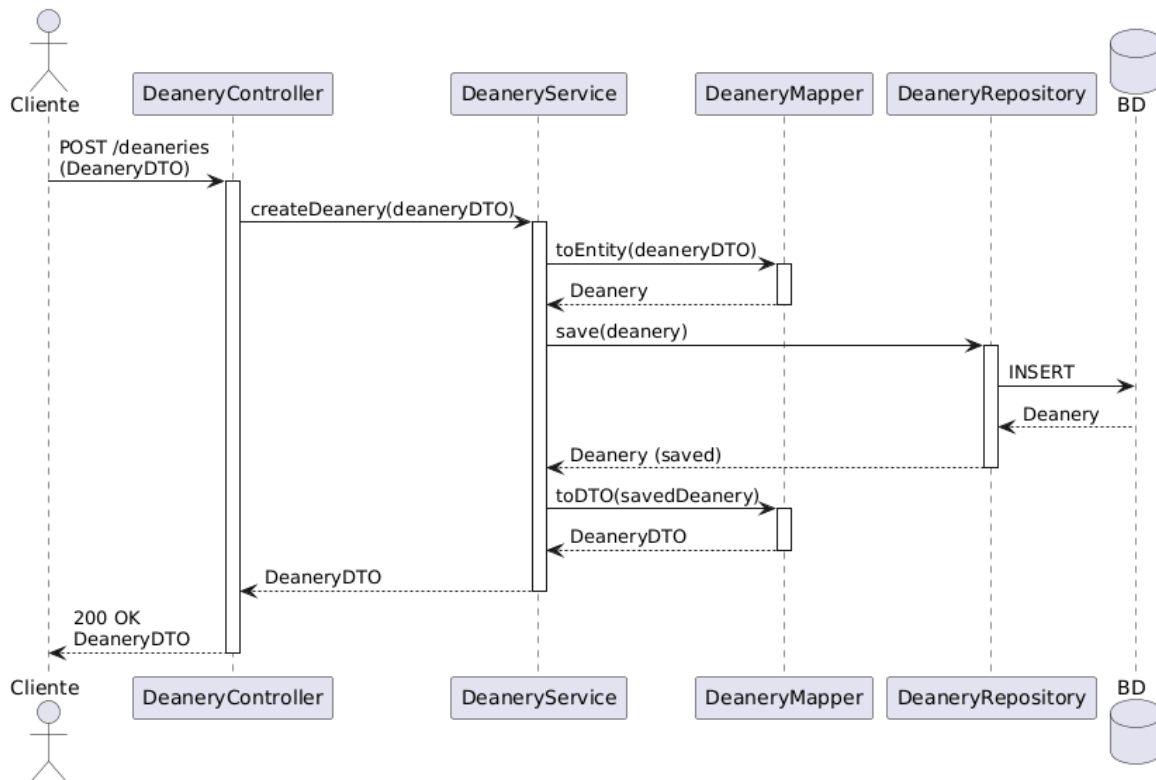 Cliente
DeaneryController
DeaneryService
DeaneryMapper
DeaneryRepository
BD
POST /deaneries
(DeaneryDTO)
createDeanery(deaneryDTO)
toEntity(deaneryDTO)
Deanery
save(deanery)
INSERT
Deanery
Deanery (saved)
toDTO(savedDeanery)
DeaneryDTO
DeaneryDTO
200 OK
DeaneryDTO
Cliente
DeaneryController
DeaneryService
DeaneryMapper
DeaneryRepository
BD